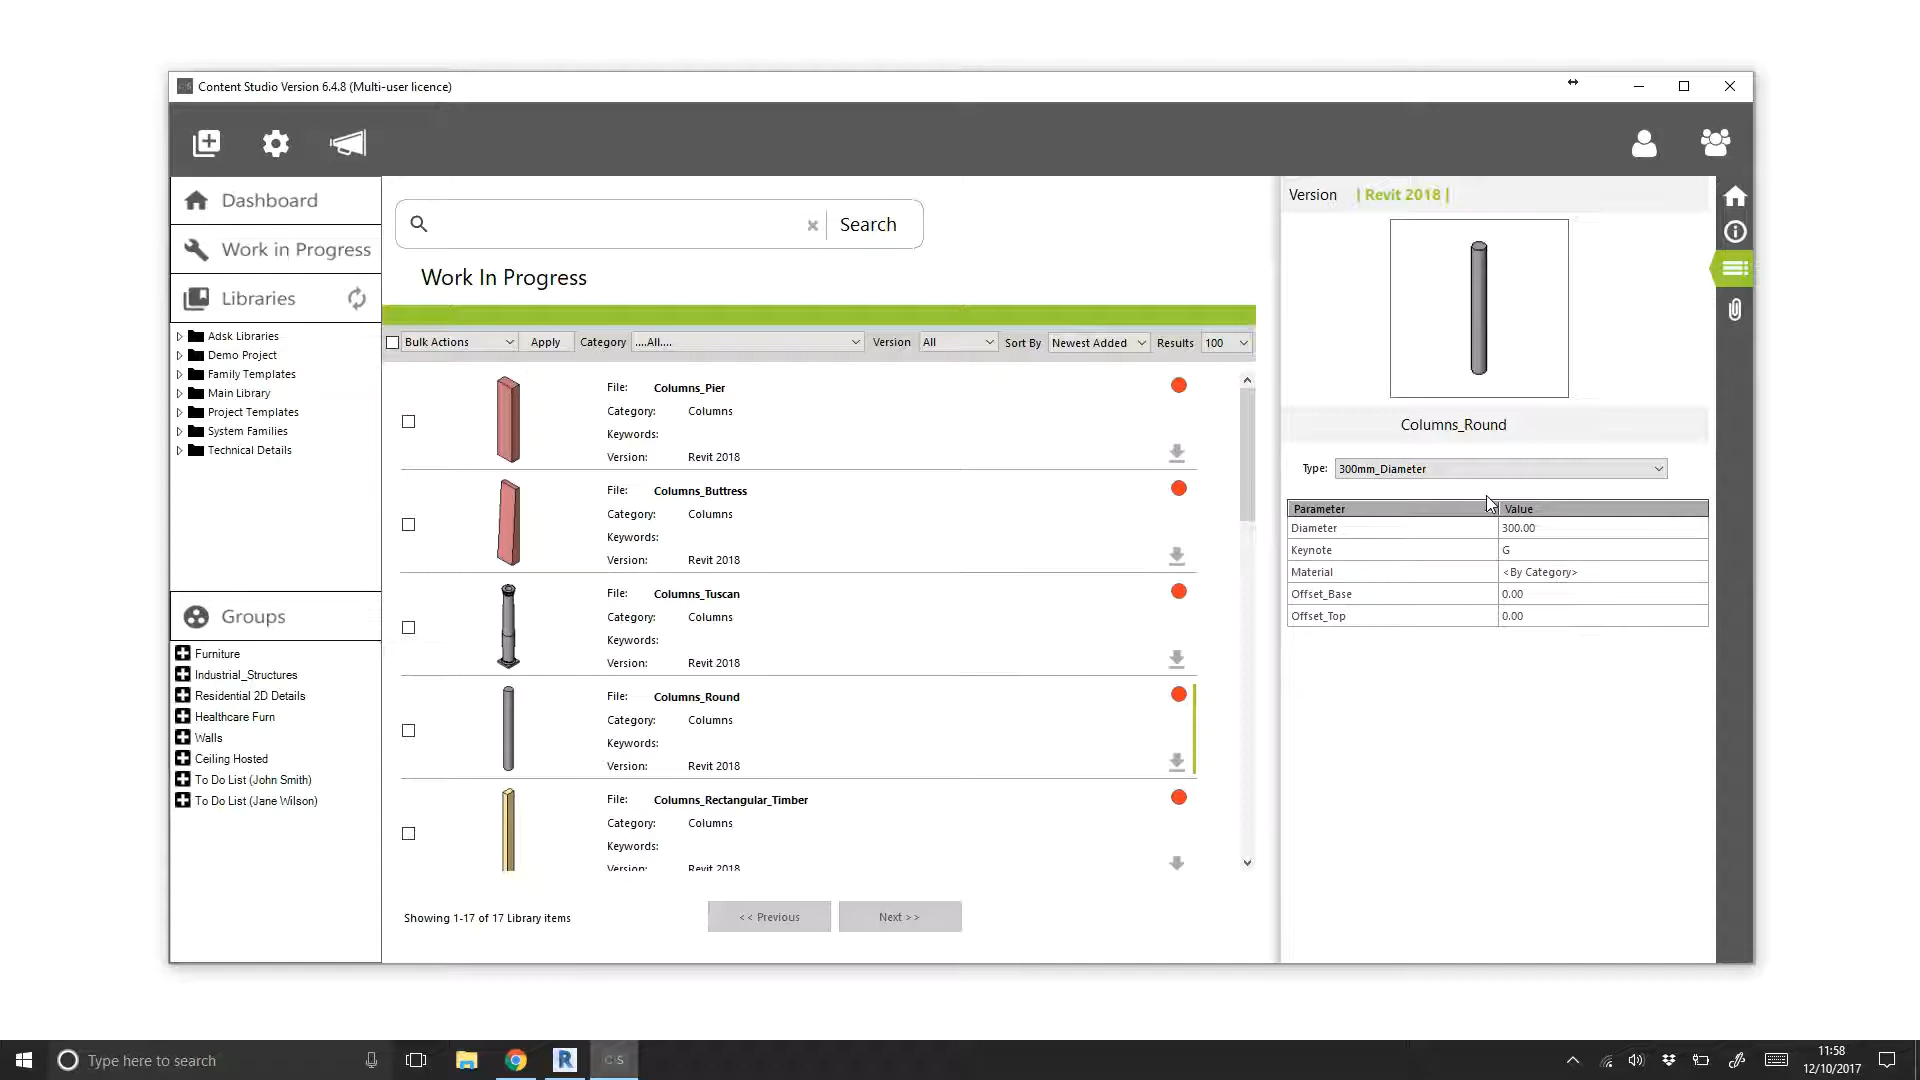 Content Studio Version 6.4.8 (Multi-user licence)
Dashboard
Work in Progress
Libraries
Adsk Libraries
Demo Project
Family Templates
Main Library
Project Templates
System Families
Technical Details
Groups
Furniture
Industrial_Structures
Residential 2D Details
Healthcare Furn
Walls
Ceiling Hosted
To Do List (John Smith)
To Do List (Jane Wilson)
Search
Work In Progress
Bulk Actions Apply Category ....All.... Version All Sort By Newest Added Results 100
File: Columns_Pier
Category: Columns
Keywords:
Version: Revit 2018
File: Columns_Buttress
Category: Columns
Keywords:
Version: Revit 2018
File: Columns_Tuscan
Category: Columns
Keywords:
Version: Revit 2018
File: Columns_Round
Category: Columns
Keywords:
Version: Revit 2018
File: Columns_Rectangular_Timber
Category: Columns
Keywords:
Version: Revit 2018
Showing 1-17 of 17 Library items
<< Previous
Next >>
Version | Revit 2018 |
Columns_Round
Type: 300mm_Diameter
Parameter Value
Diameter 300.00
Keynote G
Material <By Category>
Offset_Base 0.00
Offset_Top 0.00
Type here to search
CS
11:58
12/10/2017